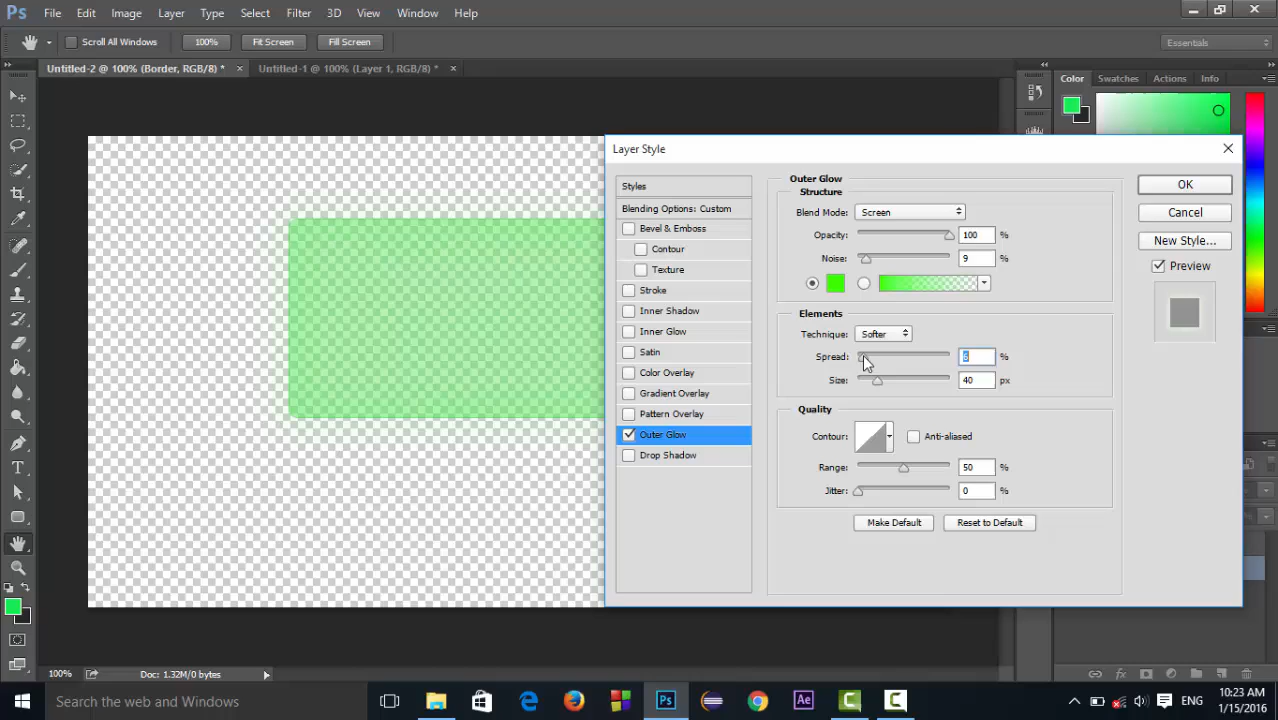 Ps File Edit Image Layer Type Select Filter 3D View Window Help
Scroll All Windows 100% Fit Screen Fill Screen Essentials
Untitled-2 @ 100% (Border, RGB/8) * Untitled-1 @ 100% (Layer 1, RGB/8) *
Color Swatches Actions Info
Layer Style
Styles
Blending Options: Custom
Bevel & Emboss
Contour
Texture
Stroke
Inner Shadow
Inner Glow
Satin
Color Overlay
Gradient Overlay
Pattern Overlay
Outer Glow
Drop Shadow
Outer Glow
Structure
Blend Mode: Screen
Opacity: 100 %
Noise: 9 %
Elements
Technique: Softer
Spread: 6 %
Size: 40 px
Quality
Contour: Anti-aliased
Range: 50 %
Jitter: 0 %
Make Default Reset to Default
OK
Cancel
New Style...
Preview
100% Doc: 1.32M/0 bytes
Search the web and Windows
Ps
Ae
ENG
10:23 AM
1/15/2016